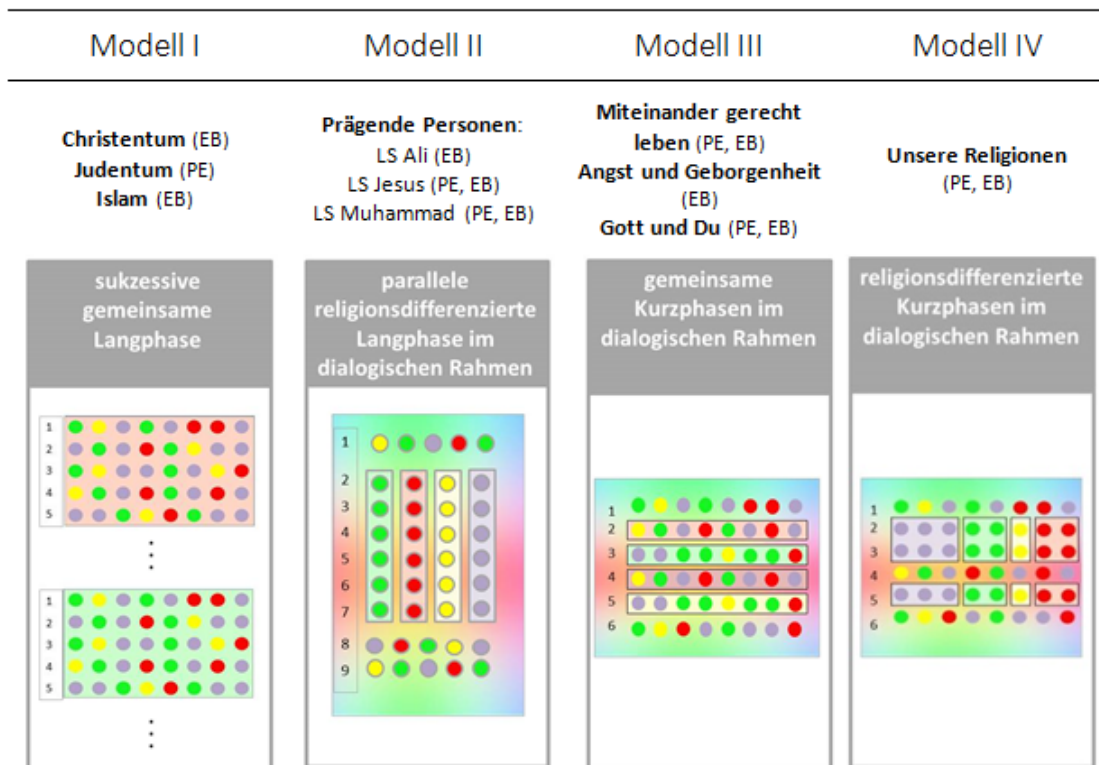 Modell I
Modell II
Modell III
Modell IV
Christentum (EB)
Judentum (PE)
Islam (EB)
Prägende Personen:
LS Ali (EB)
LS Jesus (PE, EB)
LS Muhammad (PE, EB)
Miteinander gerecht
leben (PE, EB)
Angst und Geborgenheit
(EB)
Gott und Du (PE, EB)
Unsere Religionen
(PE, EB)
sukzessive
gemeinsame
Langphase
parallele
religionsdifferenzierte
Langphase im
dialogischen Rahmen
gemeinsame
Kurzphasen im
dialogischen Rahmen
religionsdifferenzierte
Kurzphasen im
dialogischen Rahmen
1
2
3
4
5
1
2
3
4
5
1
2
3
4
5
6
7
8
9
1
2
3
4
5
6
1
2
3
4
5
6